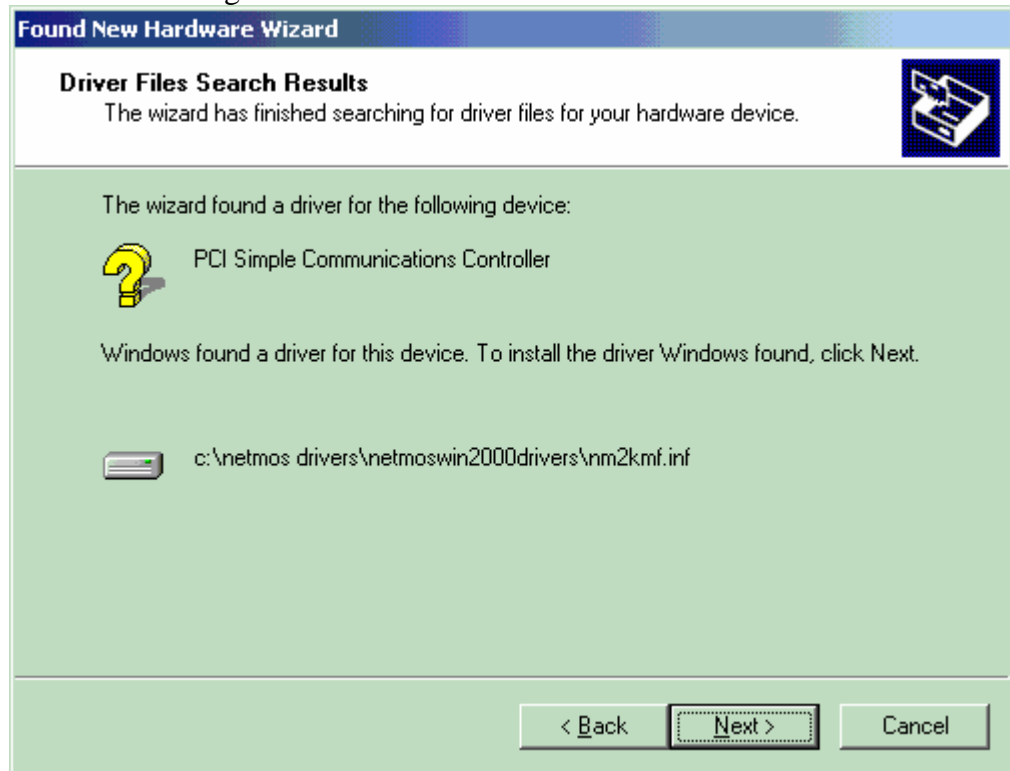 Found New Hardware Wizard
Driver Files Search Results
The wizard has finished searching for driver files for your hardware device.
The wizard found a driver for the following device:
PCI Simple Communications Controller
Windows found a driver for this device. To install the driver Windows found, click Next.
c:\netmos drivers\netmoswin2000drivers\nm2kmf.inf
< Back Next > Cancel